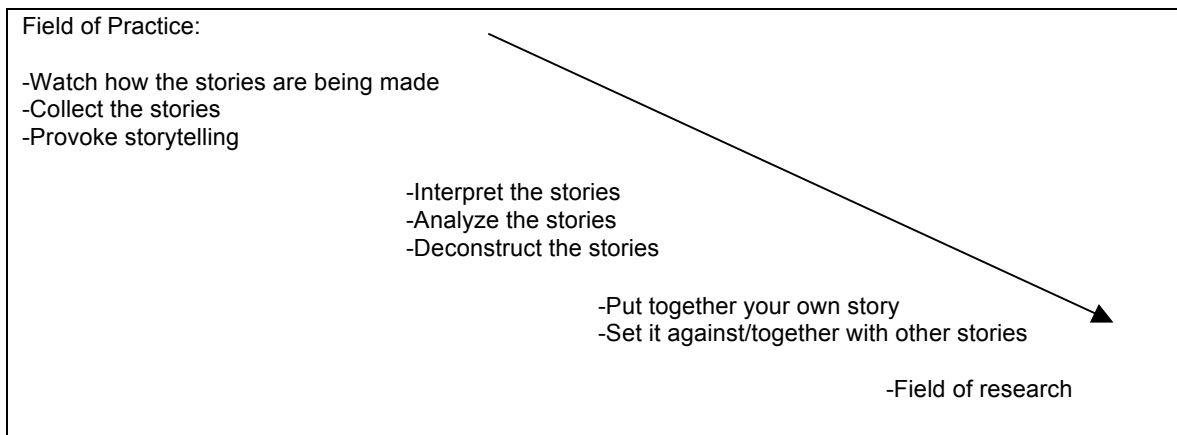 Field of Practice:
-Watch how the stories are being made
-Collect the stories
-Provoke storytelling
-Interpret the stories
-Analyze the stories
-Deconstruct the stories
-Put together your own story
-Set it against/together with other stories
-Field of research